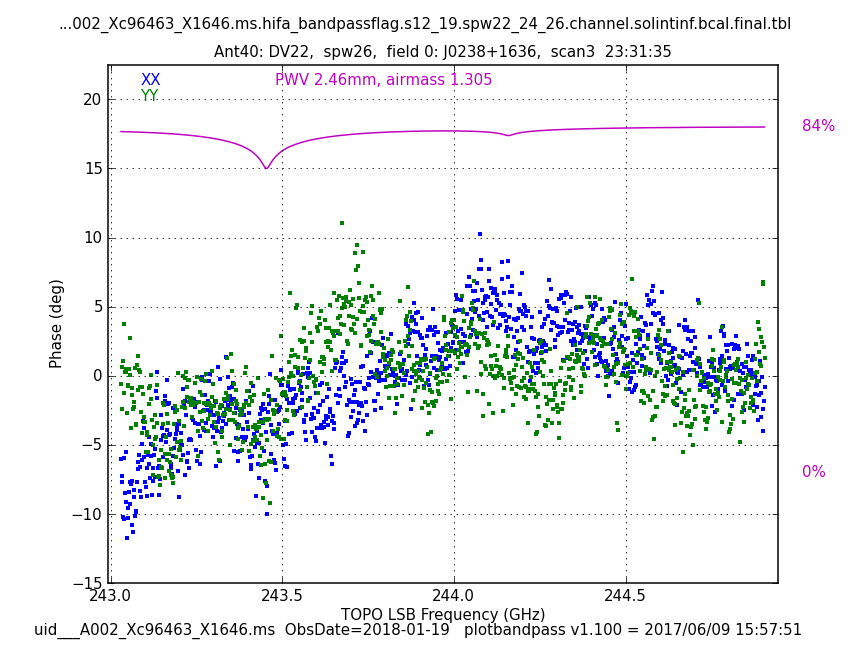 ...002_Xc96463_X1646.ms.hifa_bandpassflag.s12_19.spw22_24_26.channel.solintinf.bcal.final.tbl
Ant40: DV22, spw26, field 0: J0238+1636, scan3 23:31:35
XX
PWV 2.46mm, airmass 1.305
YY
20
84%
15
10
5
Phase (deg)
0
−5
0%
−10
−15
243.0 243.5 244.0 244.5
TOPO LSB Frequency (GHz)
uid___A002_Xc96463_X1646.ms ObsDate=2018-01-19 plotbandpass v1.100 = 2017/06/09 15:57:51